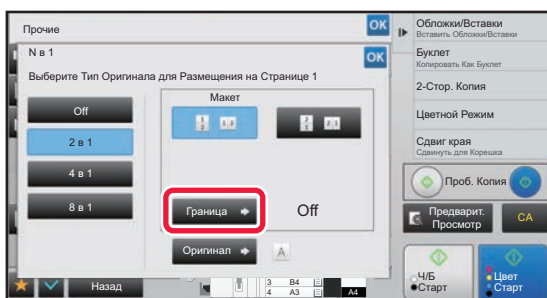 Прочие
OK
N в 1
OK
Выберите Тип Оригинала для Размещения на Странице 1
Off
2 в 1
4 в 1
8 в 1
Макет
Граница
Off
Оригинал
A
Назад
3 B4
4 A3
A4
Обложки/Вставки
Вставить Обложки/Вставки
Буклет
Копировать Как Буклет
2-Стор. Копия
Цветной Режим
Сдвиг края
Сдвинуть для Корешка
Проб. Копия
Предварит.
Просмотр
CA
Ч/Б
Старт
Цвет
Старт